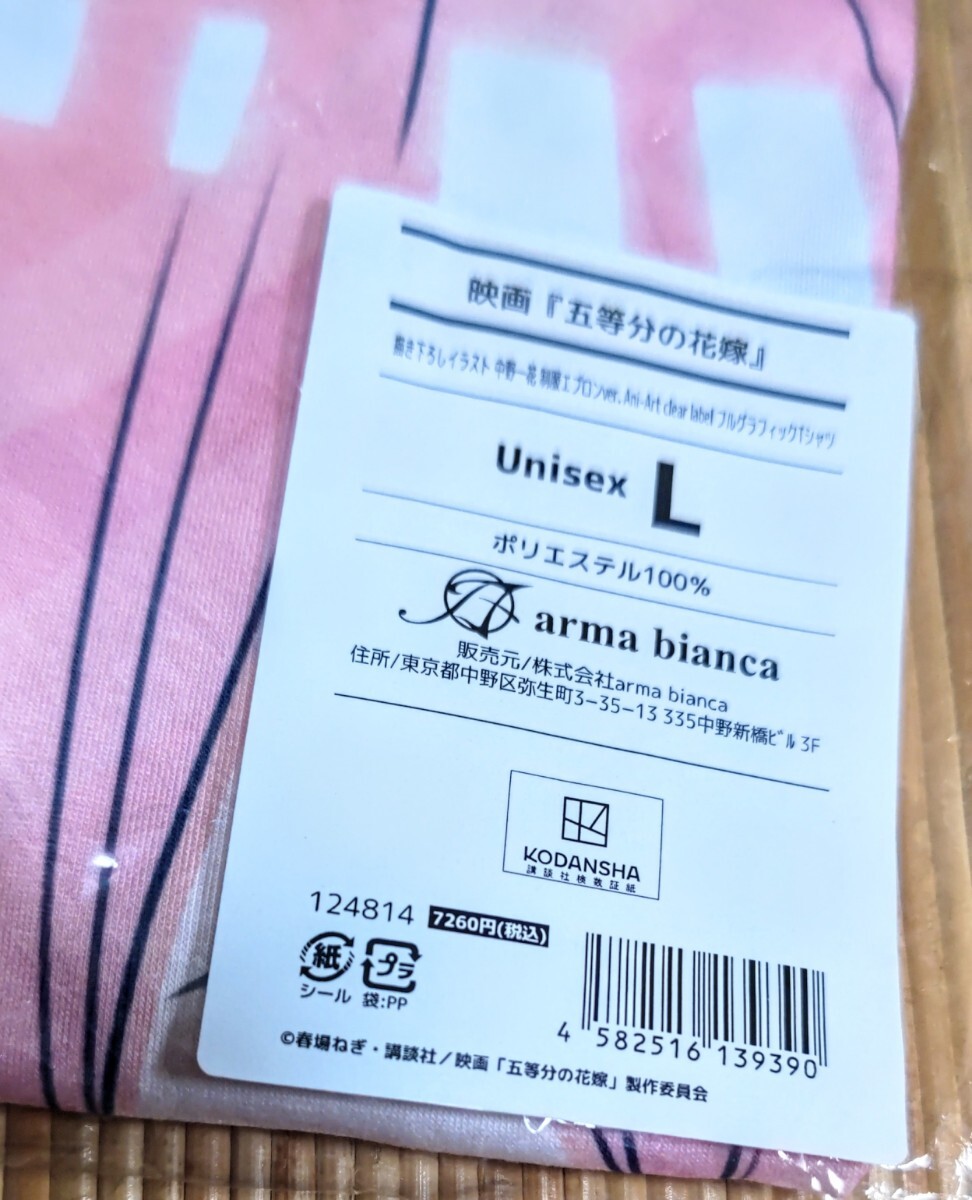 映画『五等分の花嫁』
描き下ろしイラスト 中野一花 制服エプロンver. Ani-Art clear label フルグラフィックTシャツ
Unisex L
ポリエステル100%
arma bianca
販売元/株式会社arma bianca
住所/東京都中野区弥生町3-35-13 335中野新橋ビル3F
KODANSHA
講談社検救証紙
124814 7260円(税込)
紙 プラ
シール 袋:PP
4 582516 139390
©春場ねぎ・講談社/映画「五等分の花嫁」製作委員会